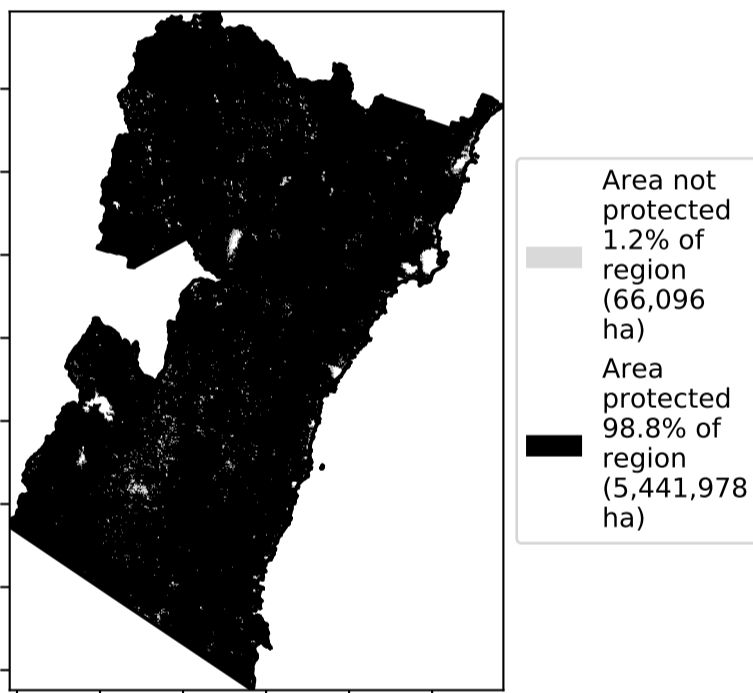 Area not
protected
1.2% of
region
(66,096
ha)
Area
protected
98.8% of
region
(5,441,978
ha)